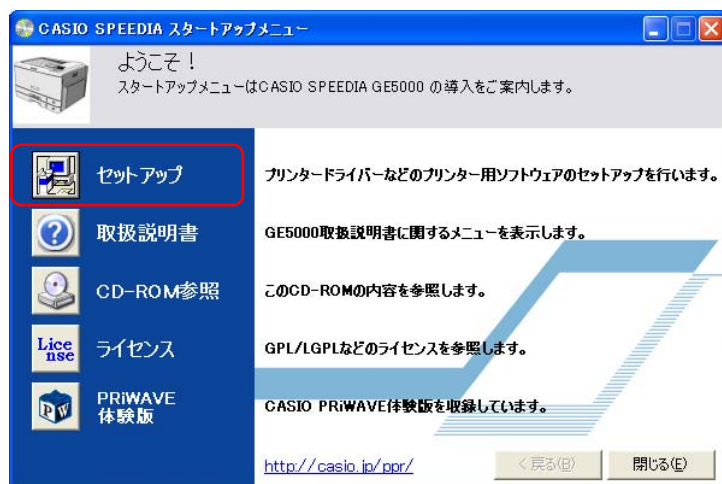 CASIO SPEEDIA スタートアップメニュー
ようこそ！
スタートアップメニューはCASIO SPEEDIA GE5000 の導入をご案内します。
セットアップ
プリンタードライバーなどのプリンター用ソフトウェアのセットアップを行います。
取扱説明書
GE5000取扱説明書に関するメニューを表示します。
CD-ROM参照
このCD-ROMの内容を参照します。
Lice
nse
ライセンス
GPL/LGPLなどのライセンスを参照します。
PW
PRiWAVE
体験版
CASIO PRiWAVE体験版を収録しています。
http://casio.jp/ppr/
< 戻る(B)
閉じる(E)